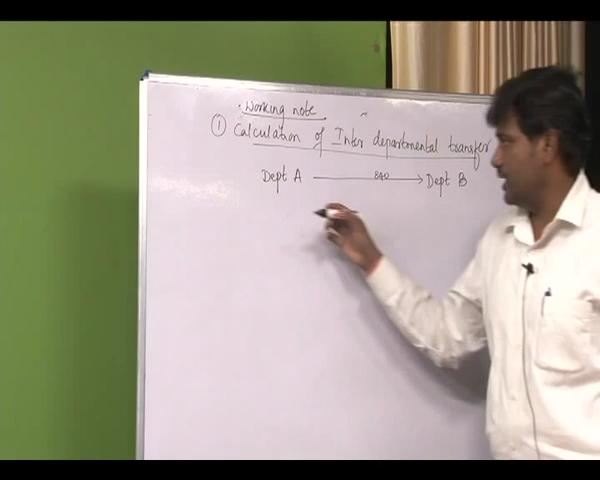 Working note
① Calculation of Inter departmental transfer
Dept A 840 Dept B